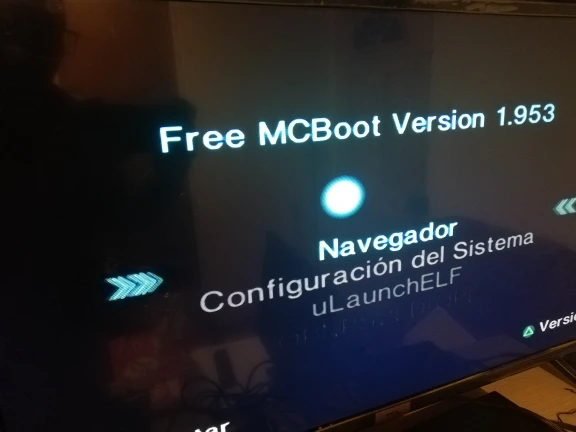 Free MCBoot Version 1.953
Navegador
Configuración del Sistema
uLaunchELF